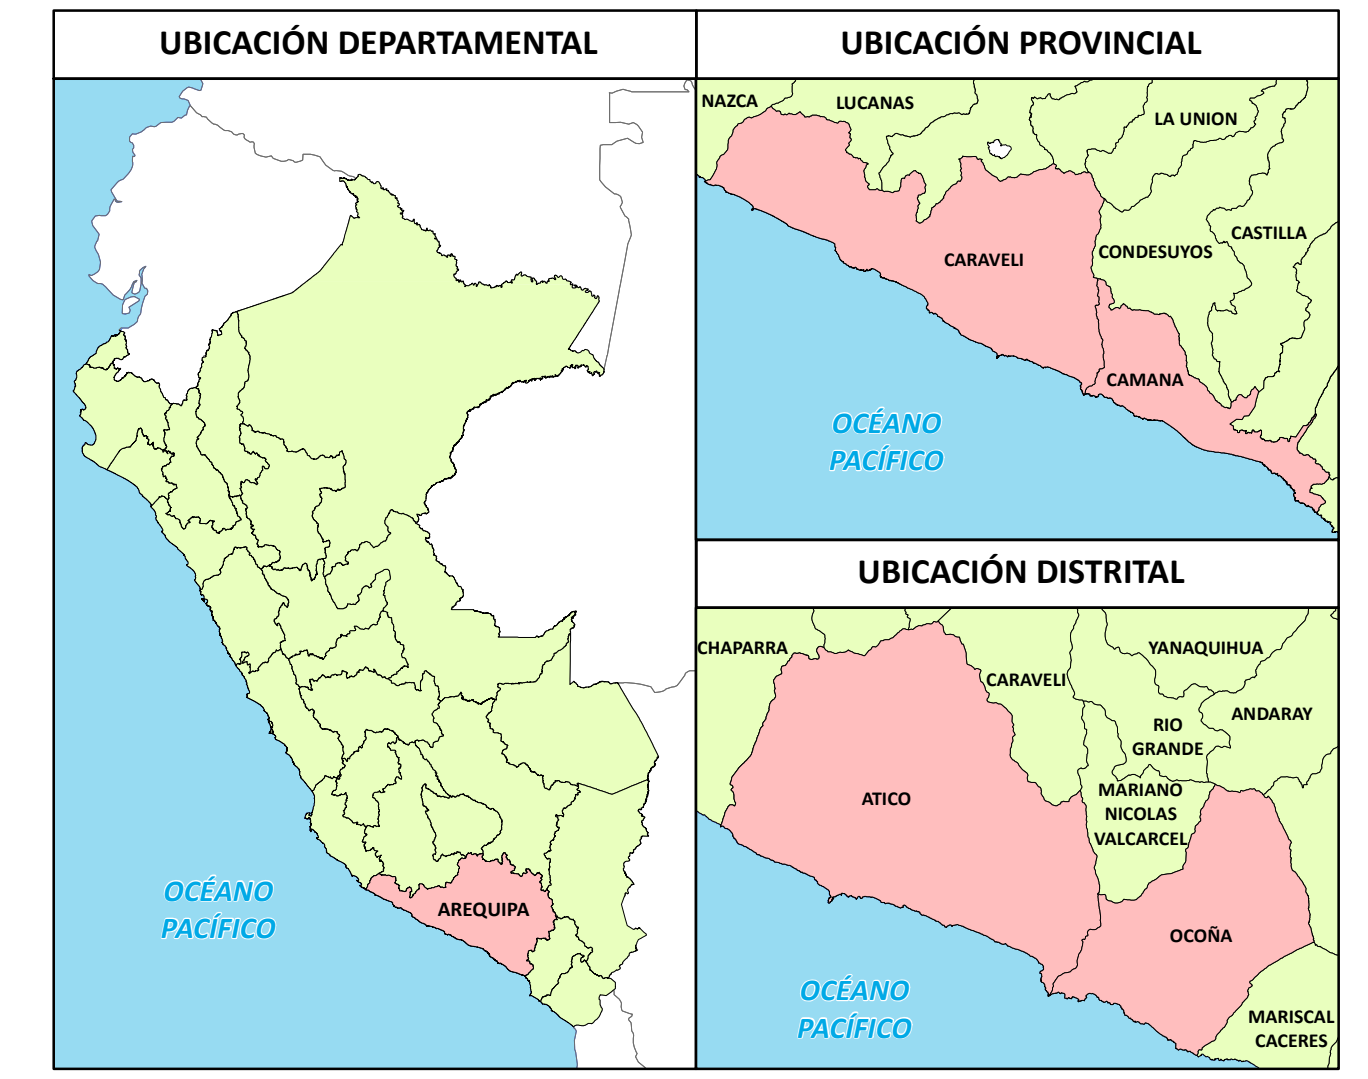 UBICACIÓN DEPARTAMENTAL
OCÉANO
PACÍFICO
AREQUIPA
UBICACIÓN PROVINCIAL
NAZCA
LUCANAS
LA UNION
CASTILLA
CONDESUYOS
CARAVELI
CAMANA
OCÉANO
PACÍFICO
UBICACIÓN DISTRITAL
CHAPARRA
YANAQUIHUA
CARAVELI
ANDARAY
RIO
GRANDE
MARIANO
NICOLAS
VALCARCEL
ATICO
OCOÑA
OCÉANO
PACÍFICO
MARISCAL
CACERES